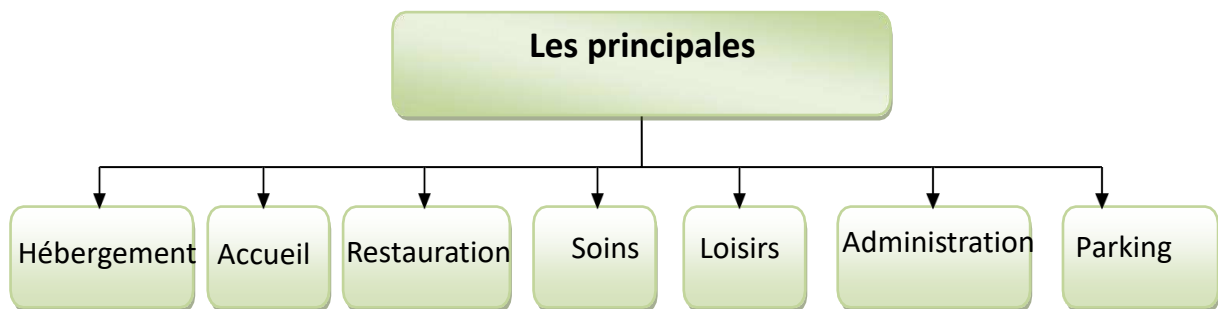 Les principales
Hébergement
Accueil
Restauration
Soins
Loisirs
Administration
Parking